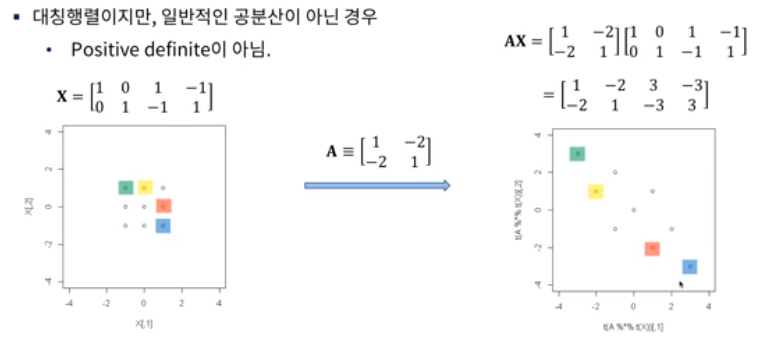 ▪ 대칭행렬이지만, 일반적인 공분산이 아닌 경우
• Positive definite이 아님.
X = [1 0 1 -1
0 1 -1 1]
4
2
0
-2
-4
X[,2]
-4 -2 0 2 4
X[,1]
A ≡ [1 -2
-2 1]
AX = [1 -2
-2 1] [1 0 1 -1
0 1 -1 1]
= [1 -2 3 -3
-2 1 -3 3]
4
2
0
-2
-4
t(A %*% t(X))[,2]
-4 -2 0 2 4
t(A %*% t(X))[,1]